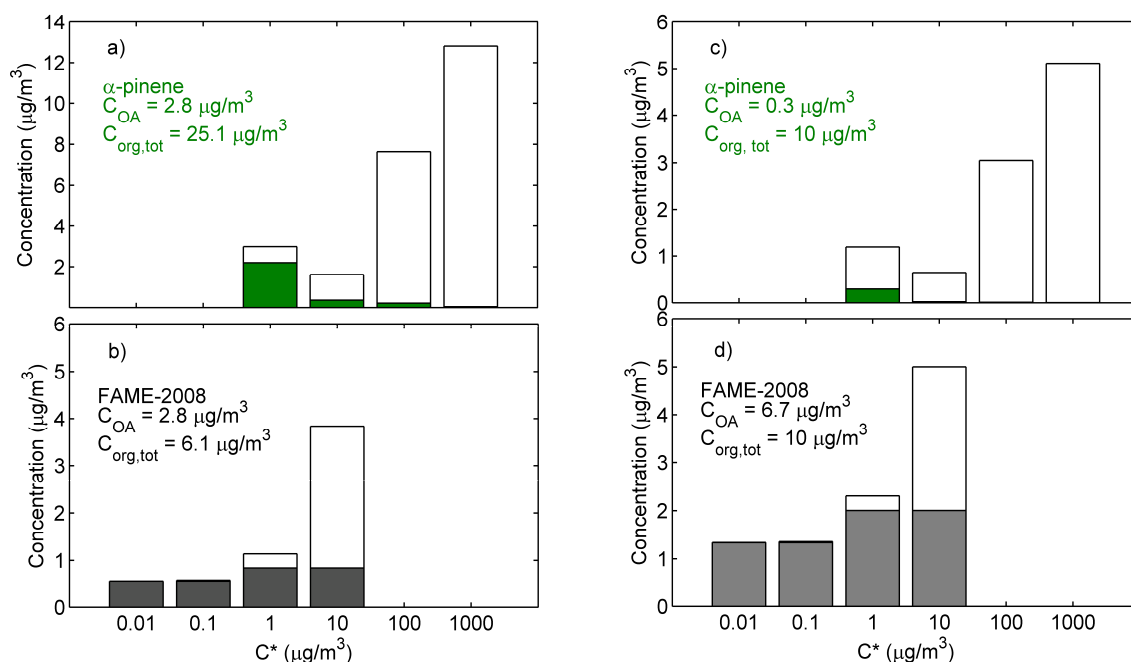 a)
α-pinene
C_OA = 2.8 μg/m³
C_org,tot = 25.1 μg/m³
Concentration (μg/m³)
14
12
10
8
6
4
2
b)
FAME-2008
C_OA = 2.8 μg/m³
C_org,tot = 6.1 μg/m³
Concentration (μg/m³)
6
5
4
3
2
1
0
0.01 0.1 1 10 100 1000
C* (μg/m³)
c)
α-pinene
C_OA = 0.3 μg/m³
C_org, tot = 10 μg/m³
Concentration (μg/m³)
6
5
4
3
2
1
0
d)
FAME-2008
C_OA = 6.7 μg/m³
C_org,tot = 10 μg/m³
Concentration (μg/m³)
6
5
4
3
2
1
0
0.01 0.1 1 10 100 1000
C* (μg/m³)